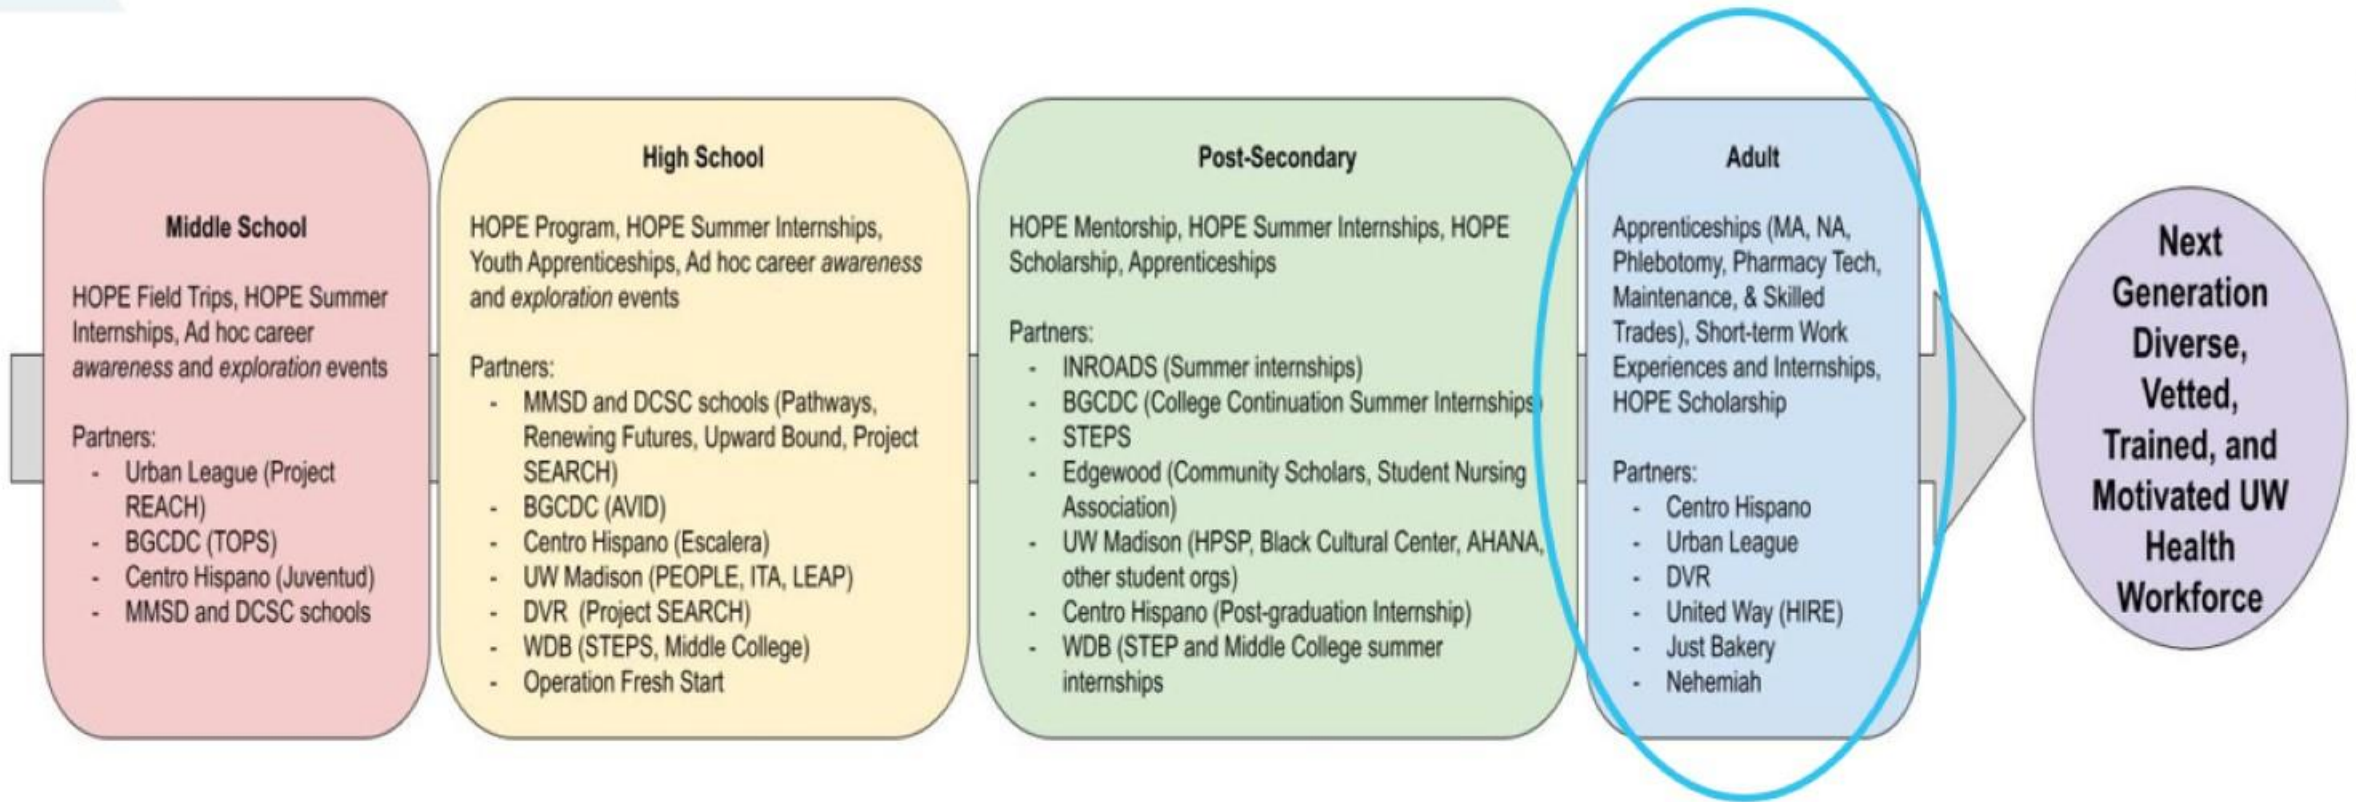 Middle School
HOPE Field Trips, HOPE Summer
Internships, Ad hoc career
awareness and exploration events
Partners:
- Urban League (Project
REACH)
- BGCDC (TOPS)
- Centro Hispano (Juventud)
- MMSD and DCSC schools
High School
HOPE Program, HOPE Summer Internships,
Youth Apprenticeships, Ad hoc career awareness
and exploration events
Partners:
- MMSD and DCSC schools (Pathways,
Renewing Futures, Upward Bound, Project
SEARCH)
- BGCDC (AVID)
- Centro Hispano (Escalera)
- UW Madison (PEOPLE, ITA, LEAP)
- DVR (Project SEARCH)
- WDB (STEPS, Middle College)
- Operation Fresh Start
Post-Secondary
HOPE Mentorship, HOPE Summer Internships, HOPE
Scholarship, Apprenticeships
Partners:
- INROADS (Summer internships)
- BGCDC (College Continuation Summer Internships)
- STEPS
- Edgewood (Community Scholars, Student Nursing
Association)
- UW Madison (HPSP, Black Cultural Center, AHANA,
other student orgs)
- Centro Hispano (Post-graduation Internship)
- WDB (STEP and Middle College summer
internships
Adult
Apprenticeships (MA, NA,
Phlebotomy, Pharmacy Tech,
Maintenance, & Skilled
Trades), Short-term Work
Experiences and Internships,
HOPE Scholarship
Partners:
- Centro Hispano
- Urban League
- DVR
- United Way (HIRE)
- Just Bakery
- Nehemiah
Next
Generation
Diverse,
Vetted,
Trained, and
Motivated UW
Health
Workforce